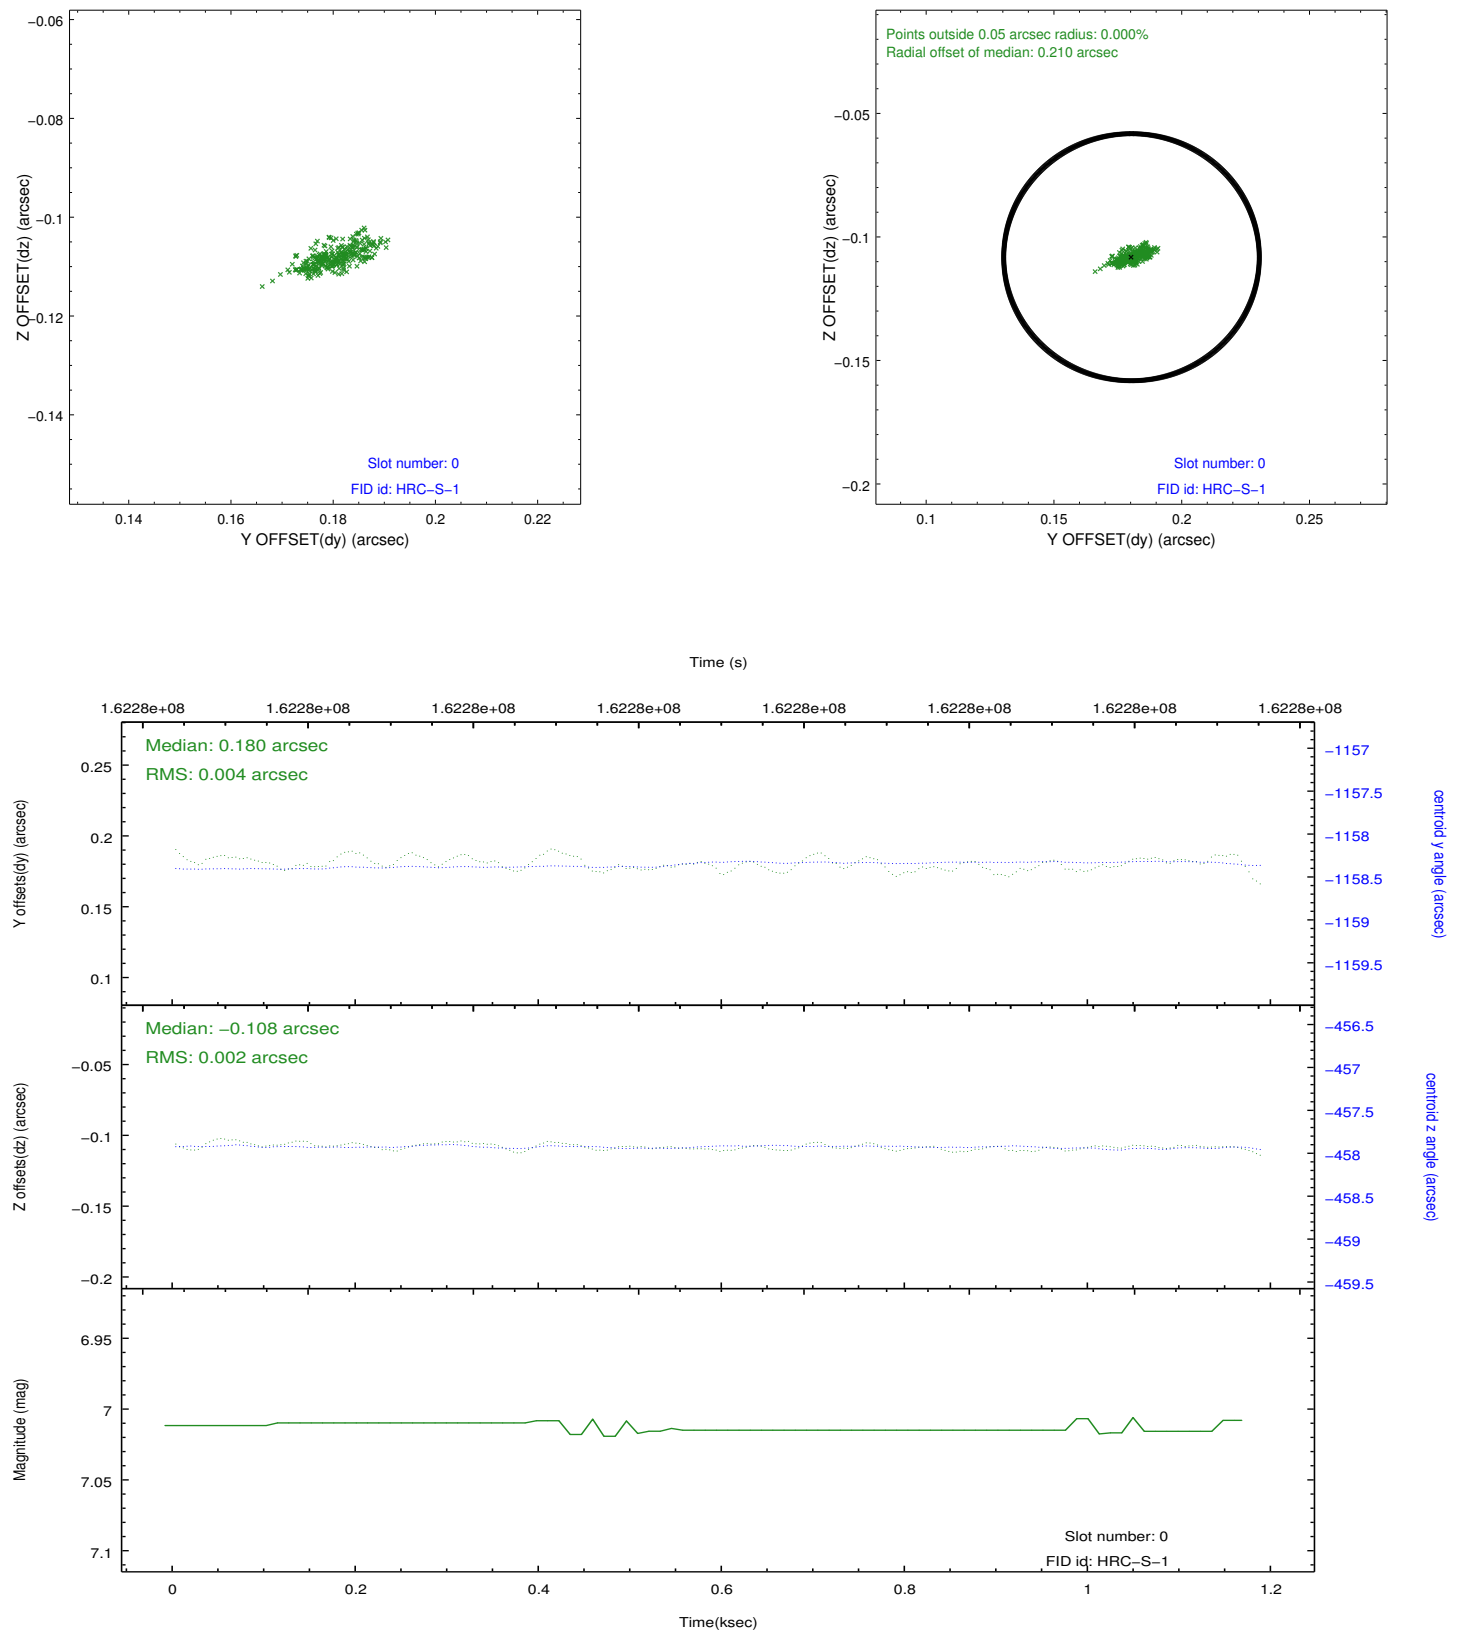 −0.06
−0.08
−0.1
−0.12
−0.14
Z OFFSET(dz) (arcsec)
Slot number: 0
FID id: HRC−S−1
0.14 0.16 0.18 0.2 0.22
Y OFFSET(dy) (arcsec)
Points outside 0.05 arcsec radius: 0.000%
Radial offset of median: 0.210 arcsec
−0.05
−0.1
−0.15
−0.2
Z OFFSET(dz) (arcsec)
Slot number: 0
FID id: HRC−S−1
0.1 0.15 0.2 0.25
Y OFFSET(dy) (arcsec)
Time (s)
1.6228e+08 1.6228e+08 1.6228e+08 1.6228e+08 1.6228e+08 1.6228e+08 1.6228e+08 1.6228e+08
Median: 0.180 arcsec
RMS: 0.004 arcsec
0.25
0.2
0.15
0.1
Y offsets(dy) (arcsec)
−1157
−1157.5
−1158
−1158.5
−1159
−1159.5
centroid y angle (arcsec)
Median: −0.108 arcsec
RMS: 0.002 arcsec
−0.05
−0.1
−0.15
−0.2
Z offsets(dz) (arcsec)
−456.5
−457
−457.5
−458
−458.5
−459
−459.5
centroid z angle (arcsec)
6.95
7
7.05
7.1
Magnitude (mag)
Slot number: 0
FID id: HRC−S−1
0 0.2 0.4 0.6 0.8 1 1.2
Time(ksec)